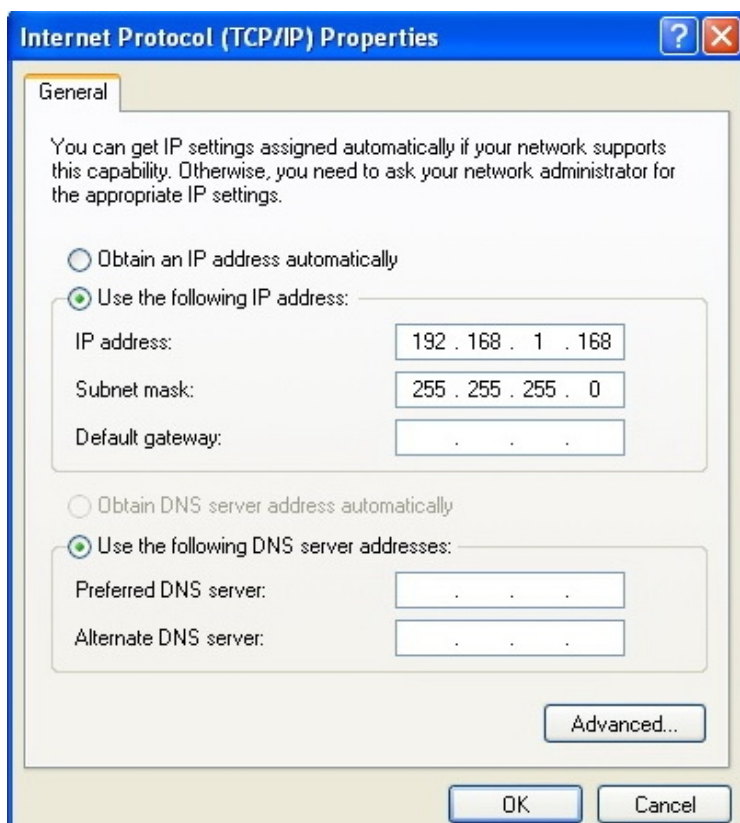 Internet Protocol (TCP/IP) Properties
General
You can get IP settings assigned automatically if your network supports
this capability. Otherwise, you need to ask your network administrator for
the appropriate IP settings.
Obtain an IP address automatically
Use the following IP address:
IP address: 192 . 168 . 1 . 168
Subnet mask: 255 . 255 . 255 . 0
Default gateway: . . .
Obtain DNS server address automatically
Use the following DNS server addresses:
Preferred DNS server: . . .
Alternate DNS server: . . .
Advanced...
OK Cancel